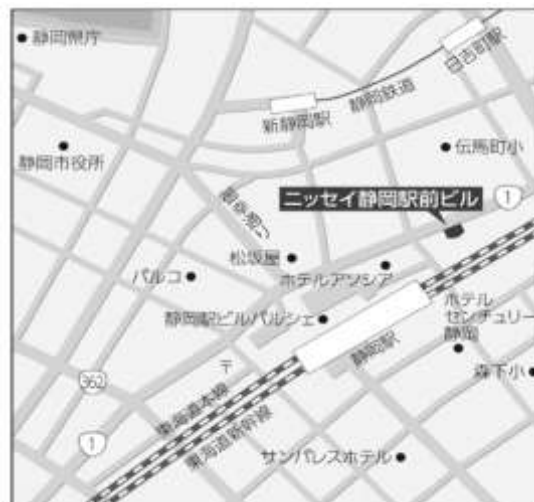 静岡県庁
日吉町駅
静岡鉄道
新静岡駅
伝馬町小
静岡市役所
ニッセイ静岡駅前ビル
1
御幸通り
松坂屋
ホテルアソシア
パルコ
ホテル
センチュリー
静岡
静岡駅ビルパルシェ
静岡駅
〒
森下小
362
東海道本線
1
東海道新幹線
サンパレスホテル